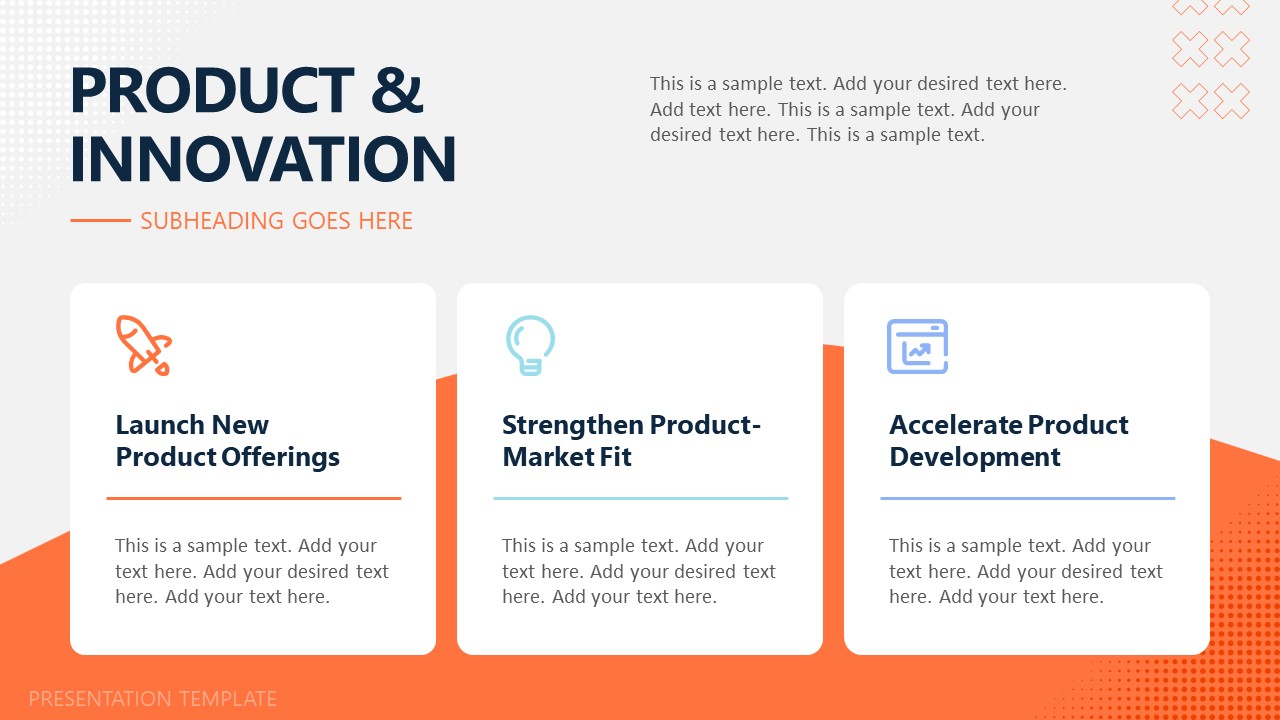 PRODUCT &
INNOVATION
SUBHEADING GOES HERE
This is a sample text. Add your desired text here.
Add text here. This is a sample text. Add your
desired text here. This is a sample text.
Launch New
Product Offerings
This is a sample text. Add your
text here. Add your desired text
here. Add your text here.
Strengthen Product-
Market Fit
This is a sample text. Add your
text here. Add your desired text
here. Add your text here.
Accelerate Product
Development
This is a sample text. Add your
text here. Add your desired text
here. Add your text here.
PRESENTATION TEMPLATE